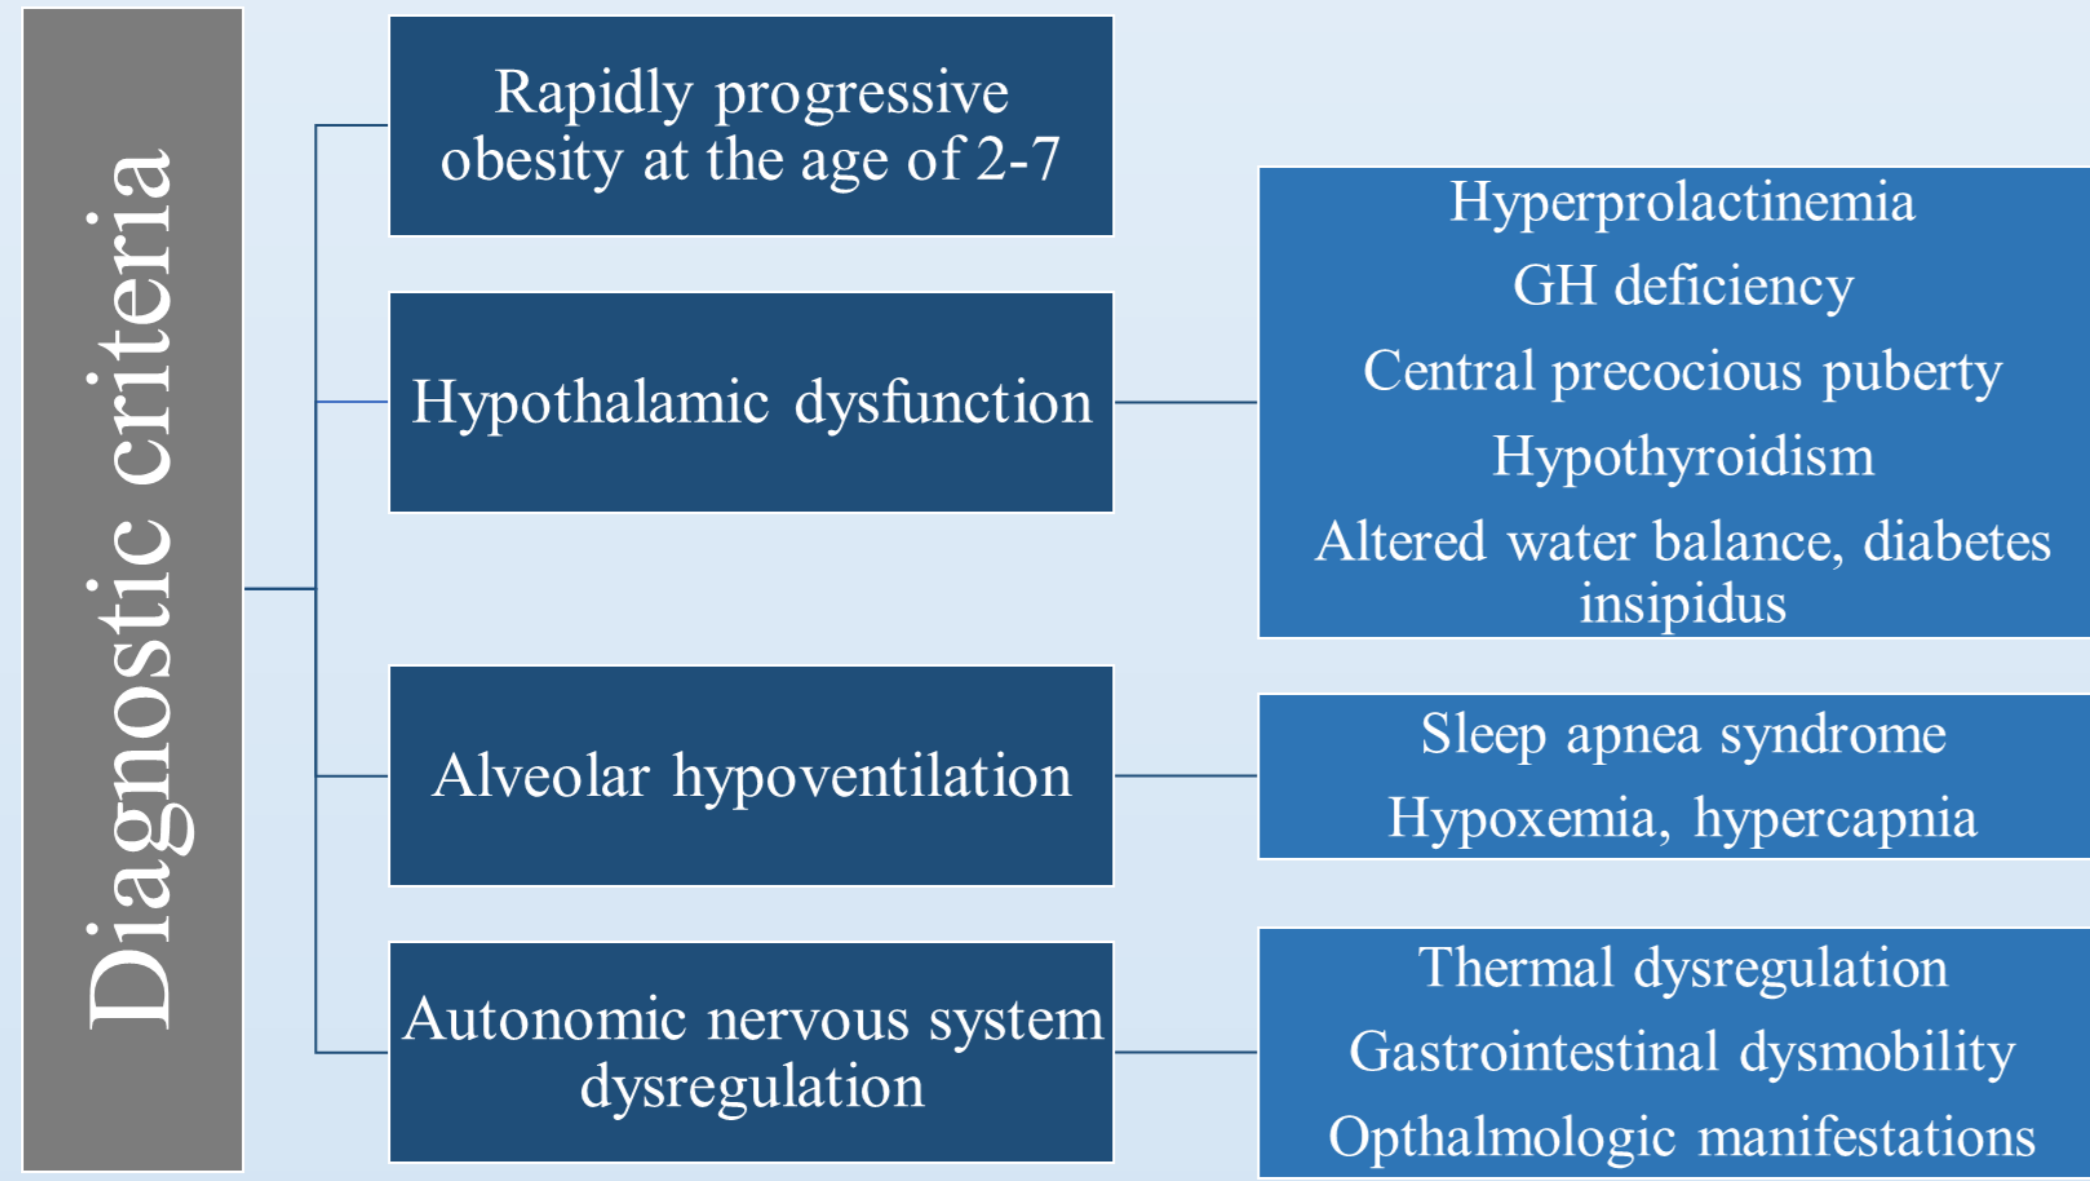 Diagnostic criteria
Rapidly progressive
obesity at the age of 2-7
Hypothalamic dysfunction
Hyperprolactinemia
GH deficiency
Central precocious puberty
Hypothyroidism
Altered water balance, diabetes
insipidus
Alveolar hypoventilation
Sleep apnea syndrome
Hypoxemia, hypercapnia
Autonomic nervous system
dysregulation
Thermal dysregulation
Gastrointestinal dysmobility
Opthalmologic manifestations